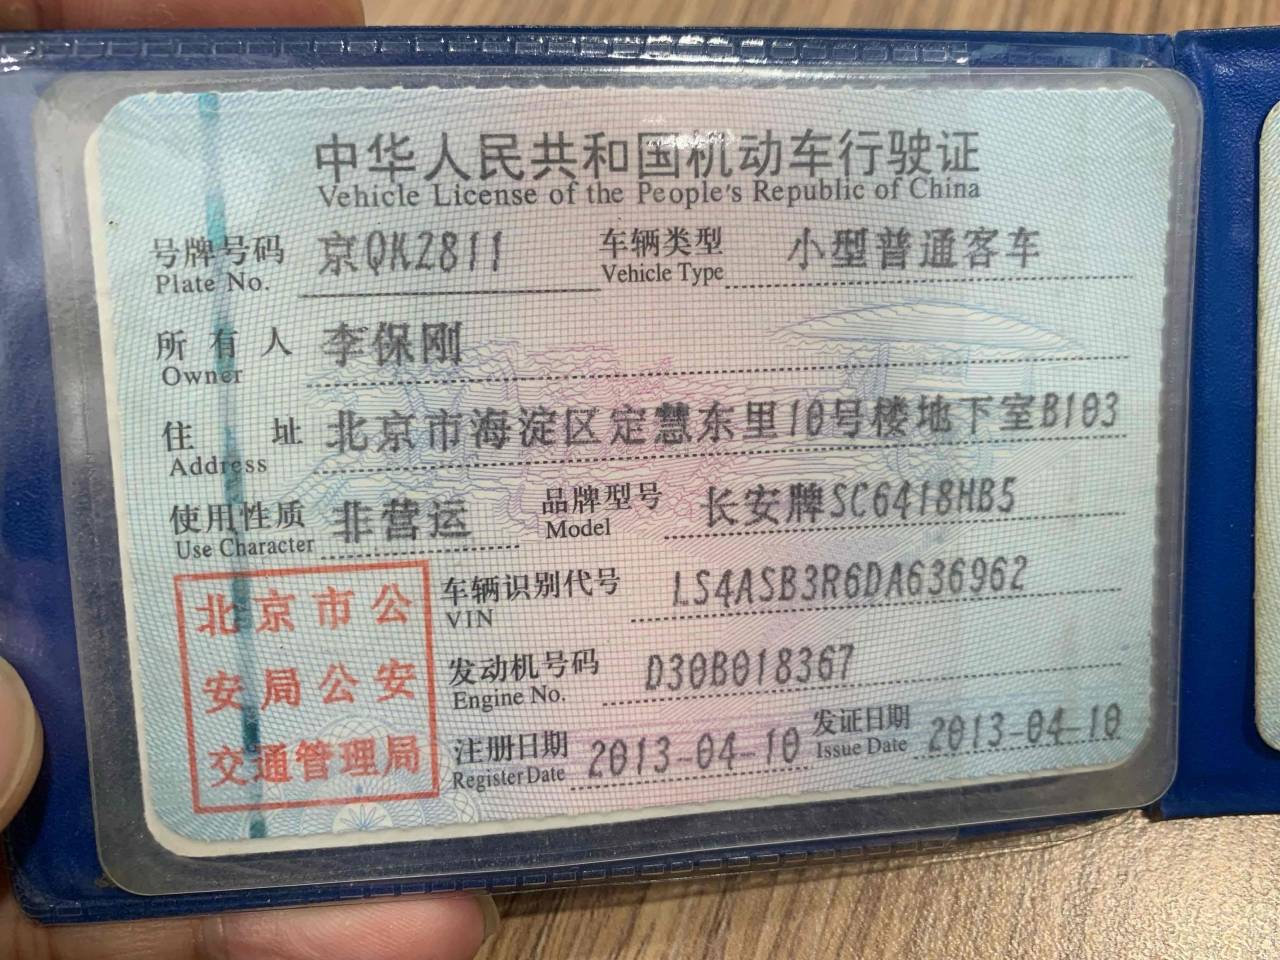 中华人民共和国机动车行驶证
Vehicle License of the People's Republic of China
号牌号码 京QK2811 车辆类型 小型普通客车
Plate No. Vehicle Type
所有人 李保刚
Owner
住址 北京市海淀区定慧东里10号楼地下室B103
Address
使用性质 非营运 品牌型号 长安牌SC6418HB5
Use Character Model
车辆识别代号 LS4ASB3R6DA636962
VIN
发动机号码 D30B018367
Engine No.
注册日期 2013-04-10 发证日期 2013-04-10
Register Date Issue Date
北京市公
安局公安
交通管理局